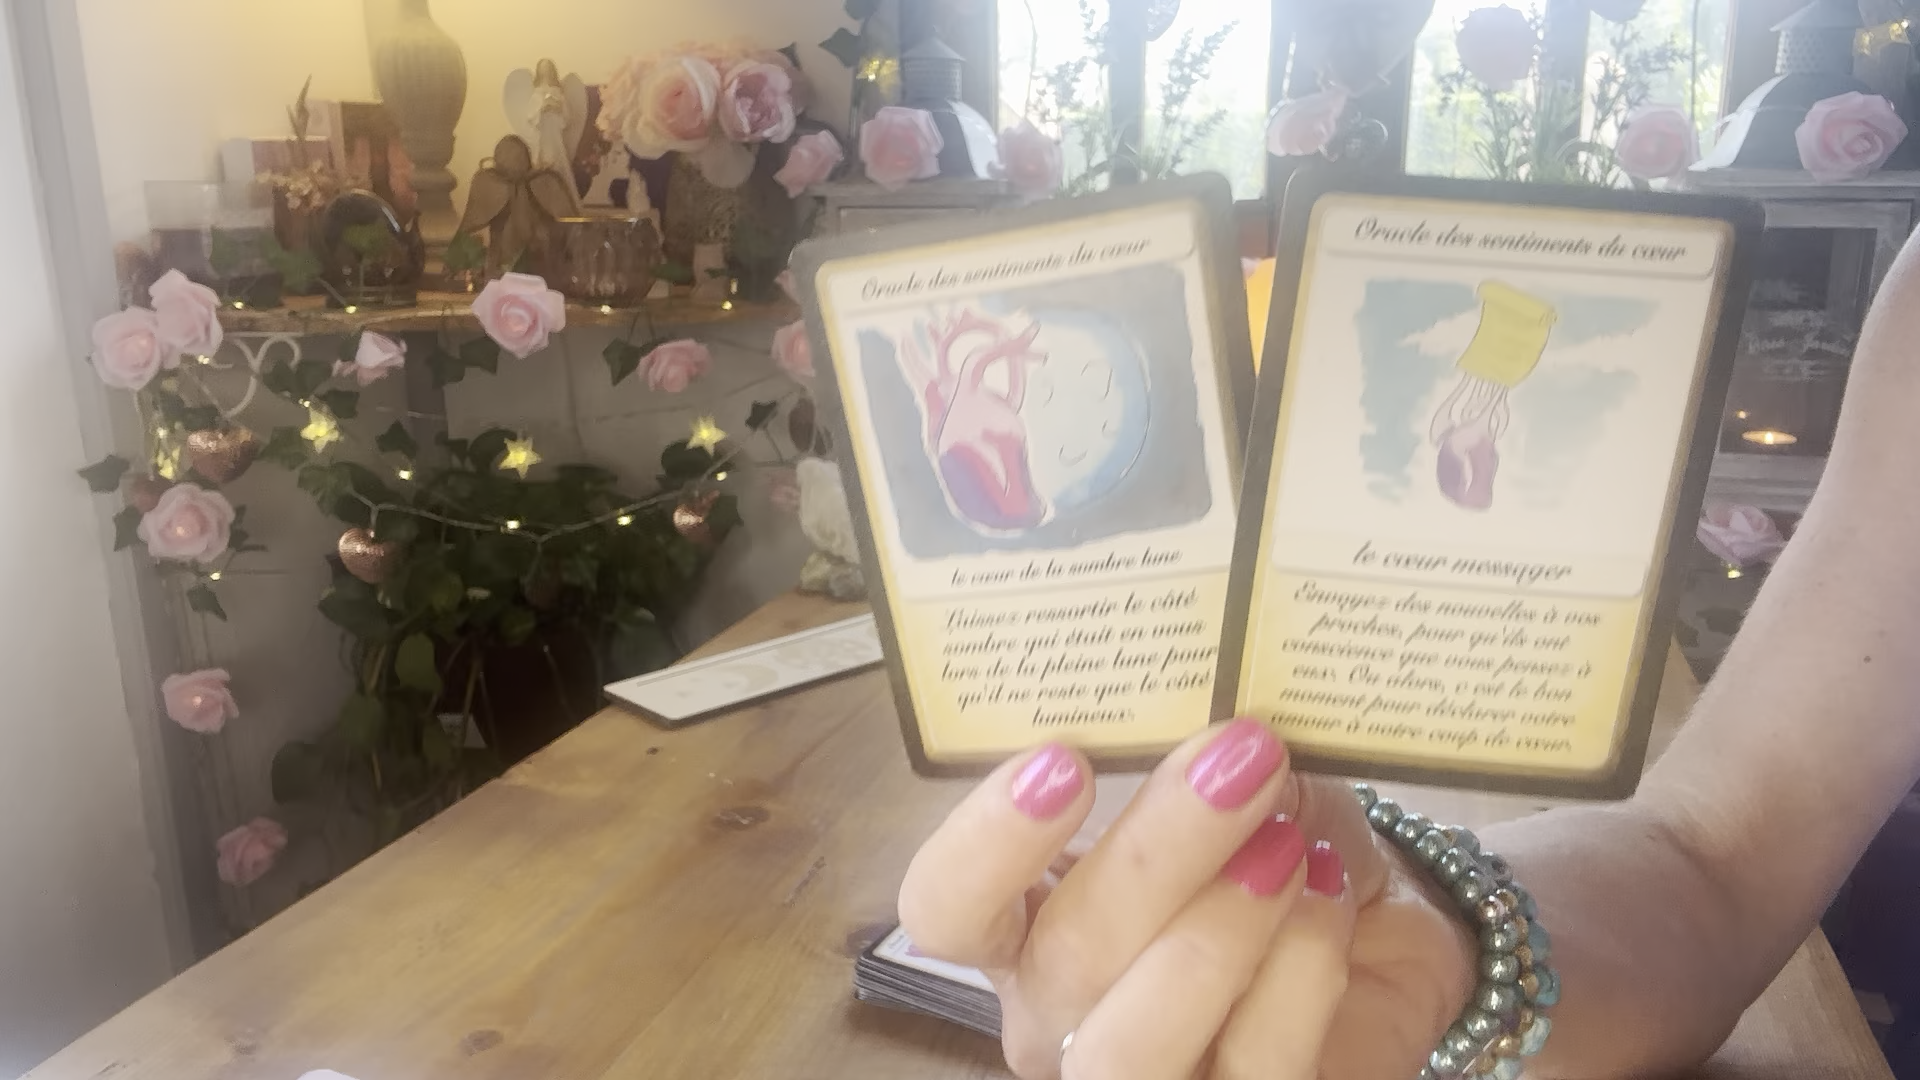 Oracle des sentiments du cœur
le cœur de la sombre lune
Laissez ressortir le côté
sombre qui était en vous
lors de la pleine lune pour
qu'il ne reste que le côté
lumineux.
Oracle des sentiments du cœur
le cœur messager
Envoyez des nouvelles à vos
proches, pour qu'ils ont
conscience que vous pensez à
eux. Ou alors, c est le bon
moment pour déclarer votre
amour à votre coup de cœur.